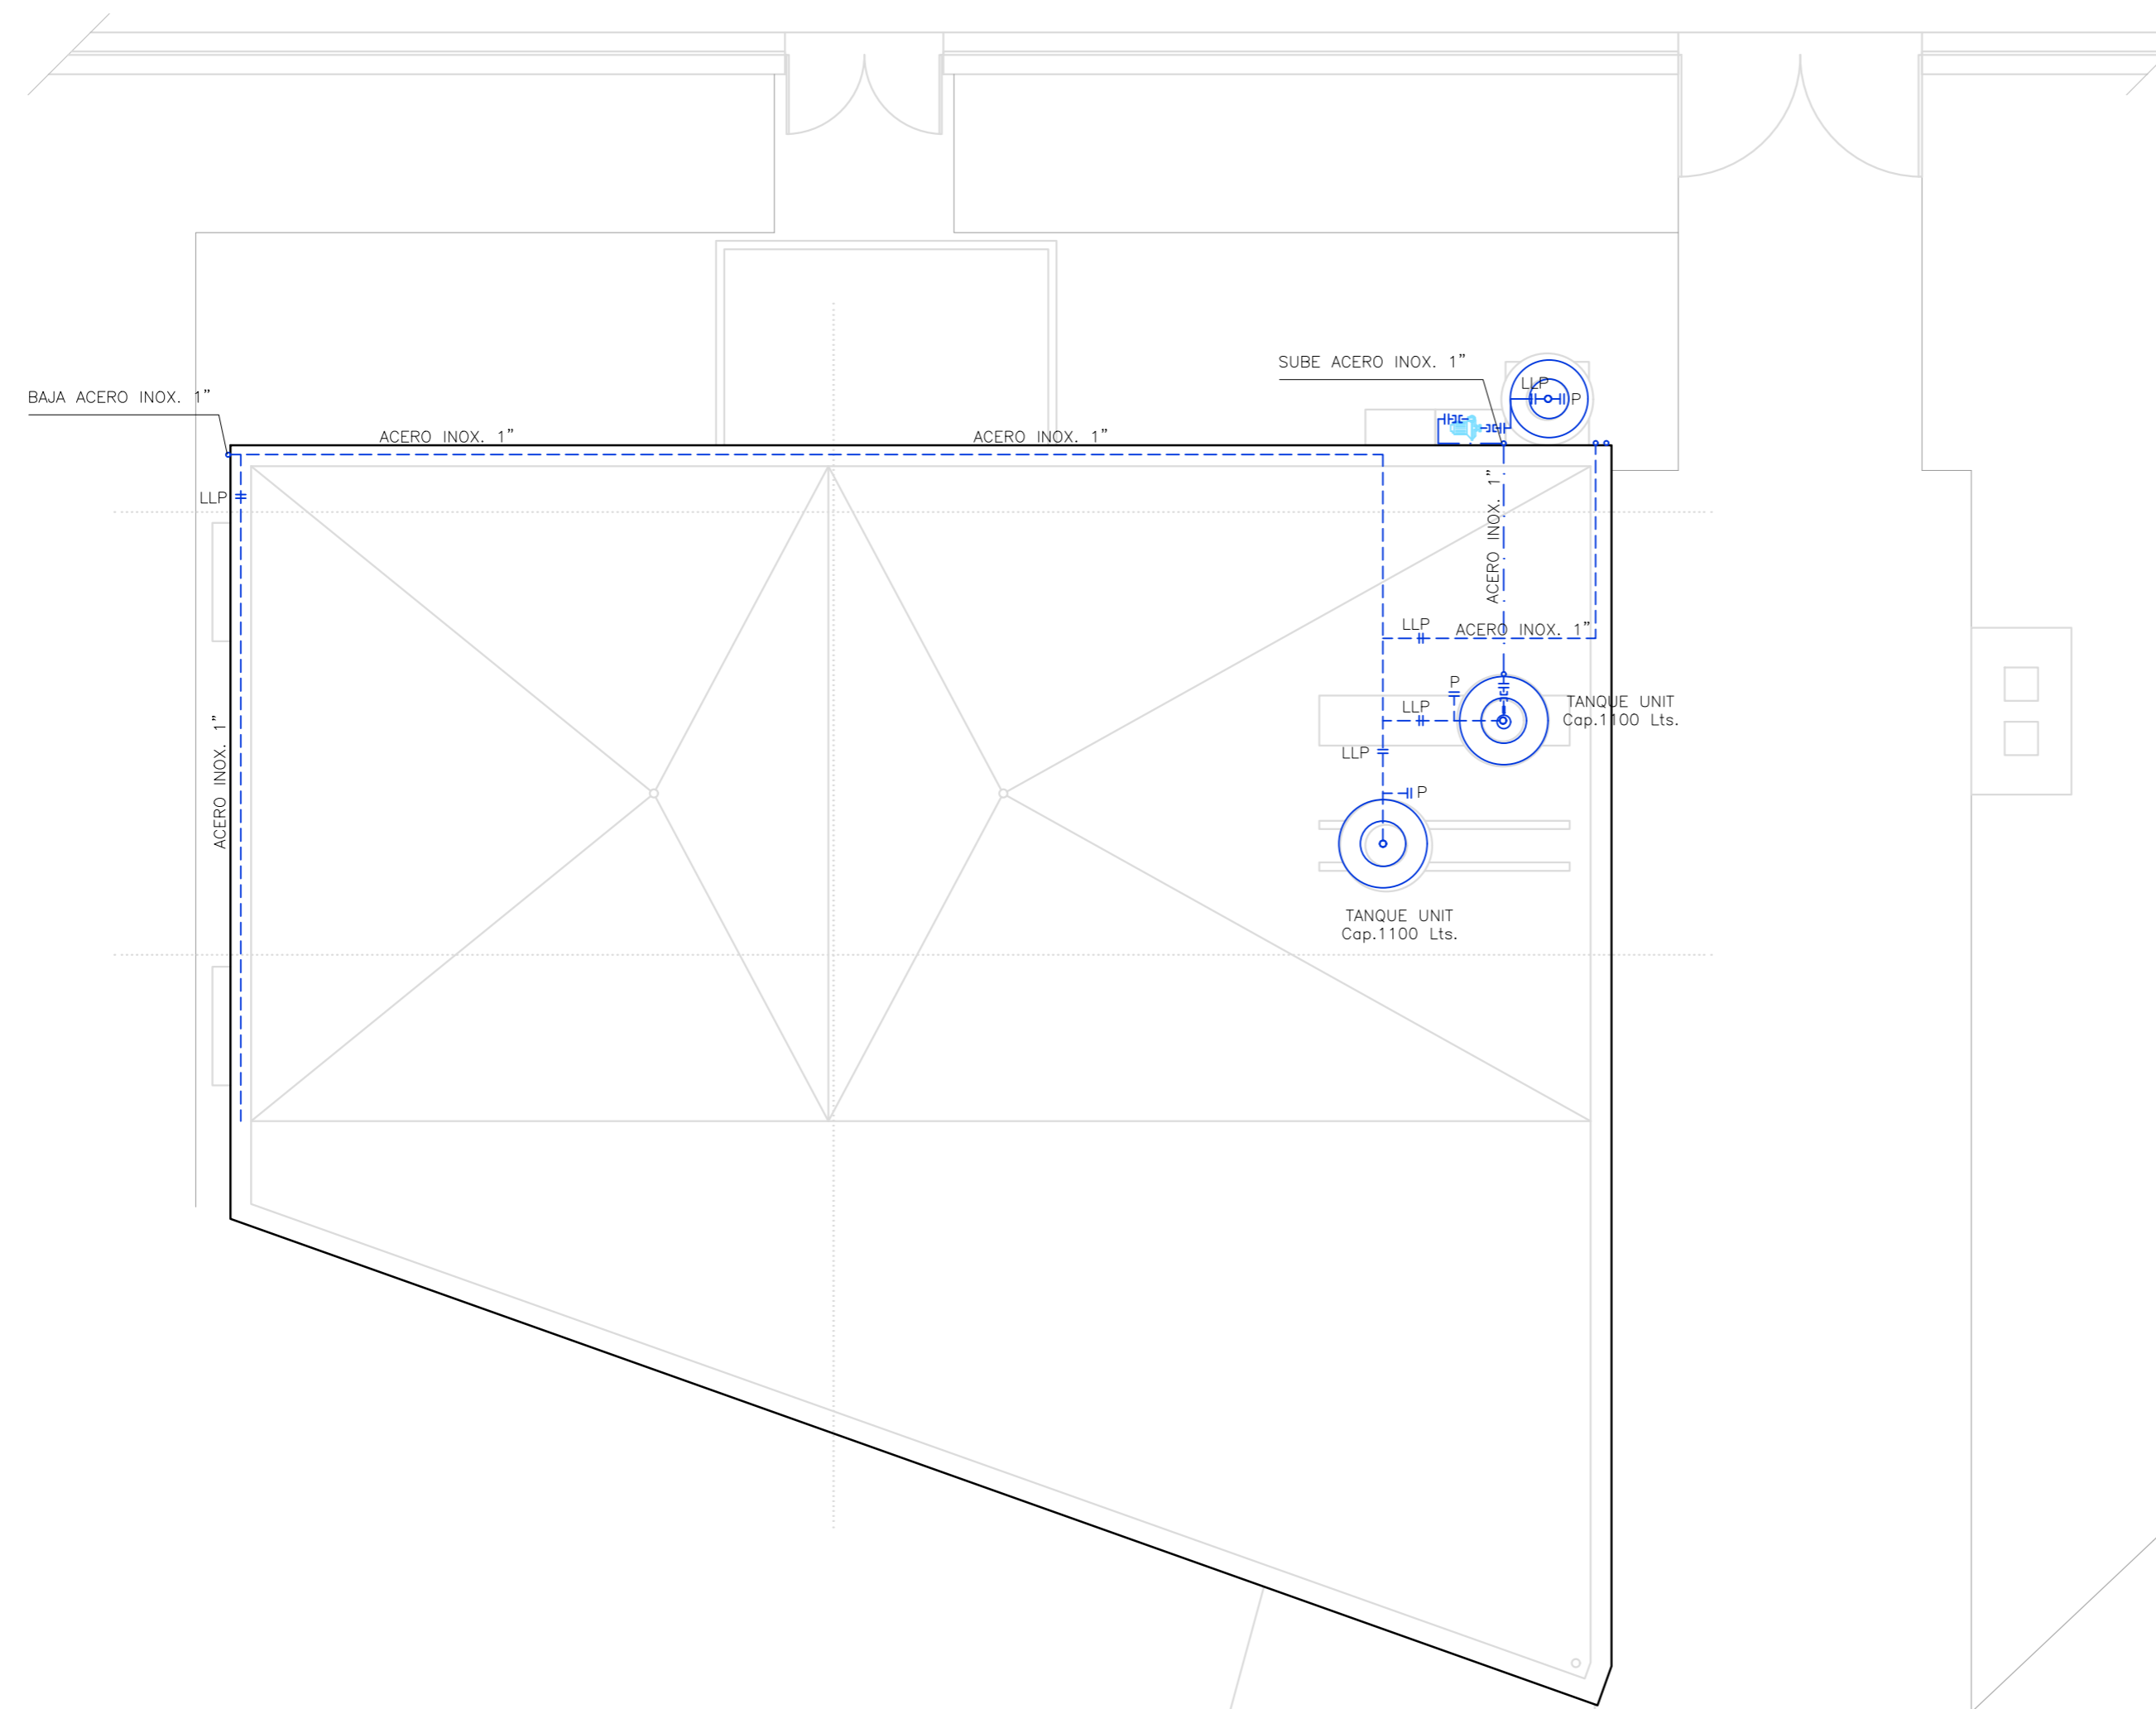 SUBE ACERO INOX. 1"
LLP
P
BAJA ACERO INOX. 1"
ACERO INOX. 1"
ACERO INOX. 1"
LLP
ACERO INOX. 1"
LLP
ACERO INOX. 1"
P
LLP
TANQUE UNIT
Cap.1100 Lts.
LLP
P
ACERO INOX. 1"
TANQUE UNIT
Cap.1100 Lts.